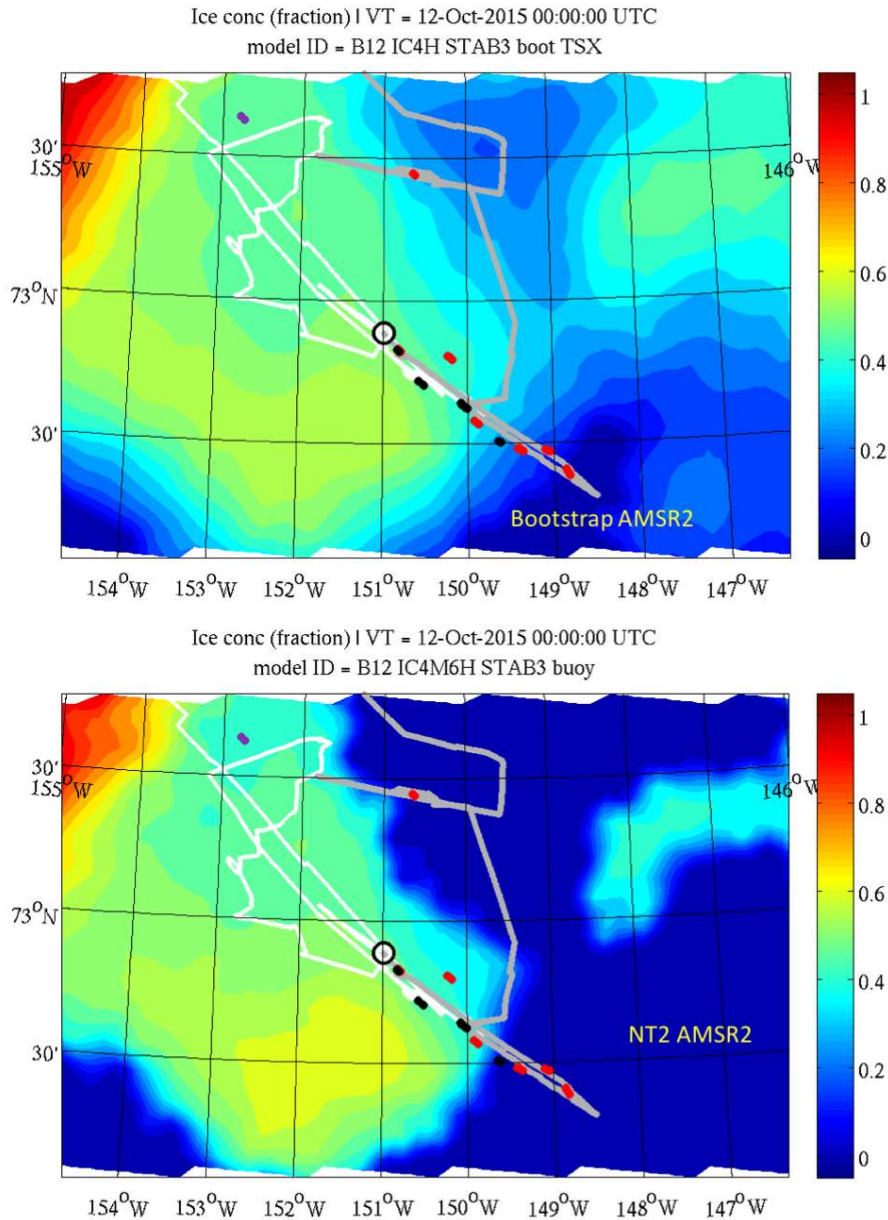 Ice conc (fraction) | VT = 12-Oct-2015 00:00:00 UTC
model ID = B12 IC4H STAB3 boot TSX
30'
155°W
146°W
73°N
30'
Bootstrap AMSR2
154°W 153°W 152°W 151°W 150°W 149°W 148°W 147°W
1
0.8
0.6
0.4
0.2
0
Ice conc (fraction) | VT = 12-Oct-2015 00:00:00 UTC
model ID = B12 IC4M6H STAB3 buoy
30'
155°W
146°W
73°N
30'
NT2 AMSR2
154°W 153°W 152°W 151°W 150°W 149°W 148°W 147°W
1
0.8
0.6
0.4
0.2
0